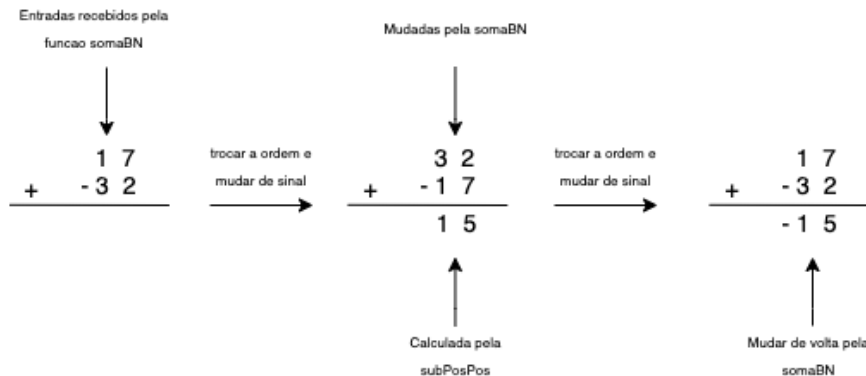 Entradas recebidos pela
funcao somaBN
1 7
+ - 3 2
trocar a ordem e
mudar de sinal
Mudadas pela somaBN
3 2
+ - 1 7
1 5
Calculada pela
subPosPos
trocar a ordem e
mudar de sinal
1 7
+ - 3 2
- 1 5
Mudar de volta pela
somaBN